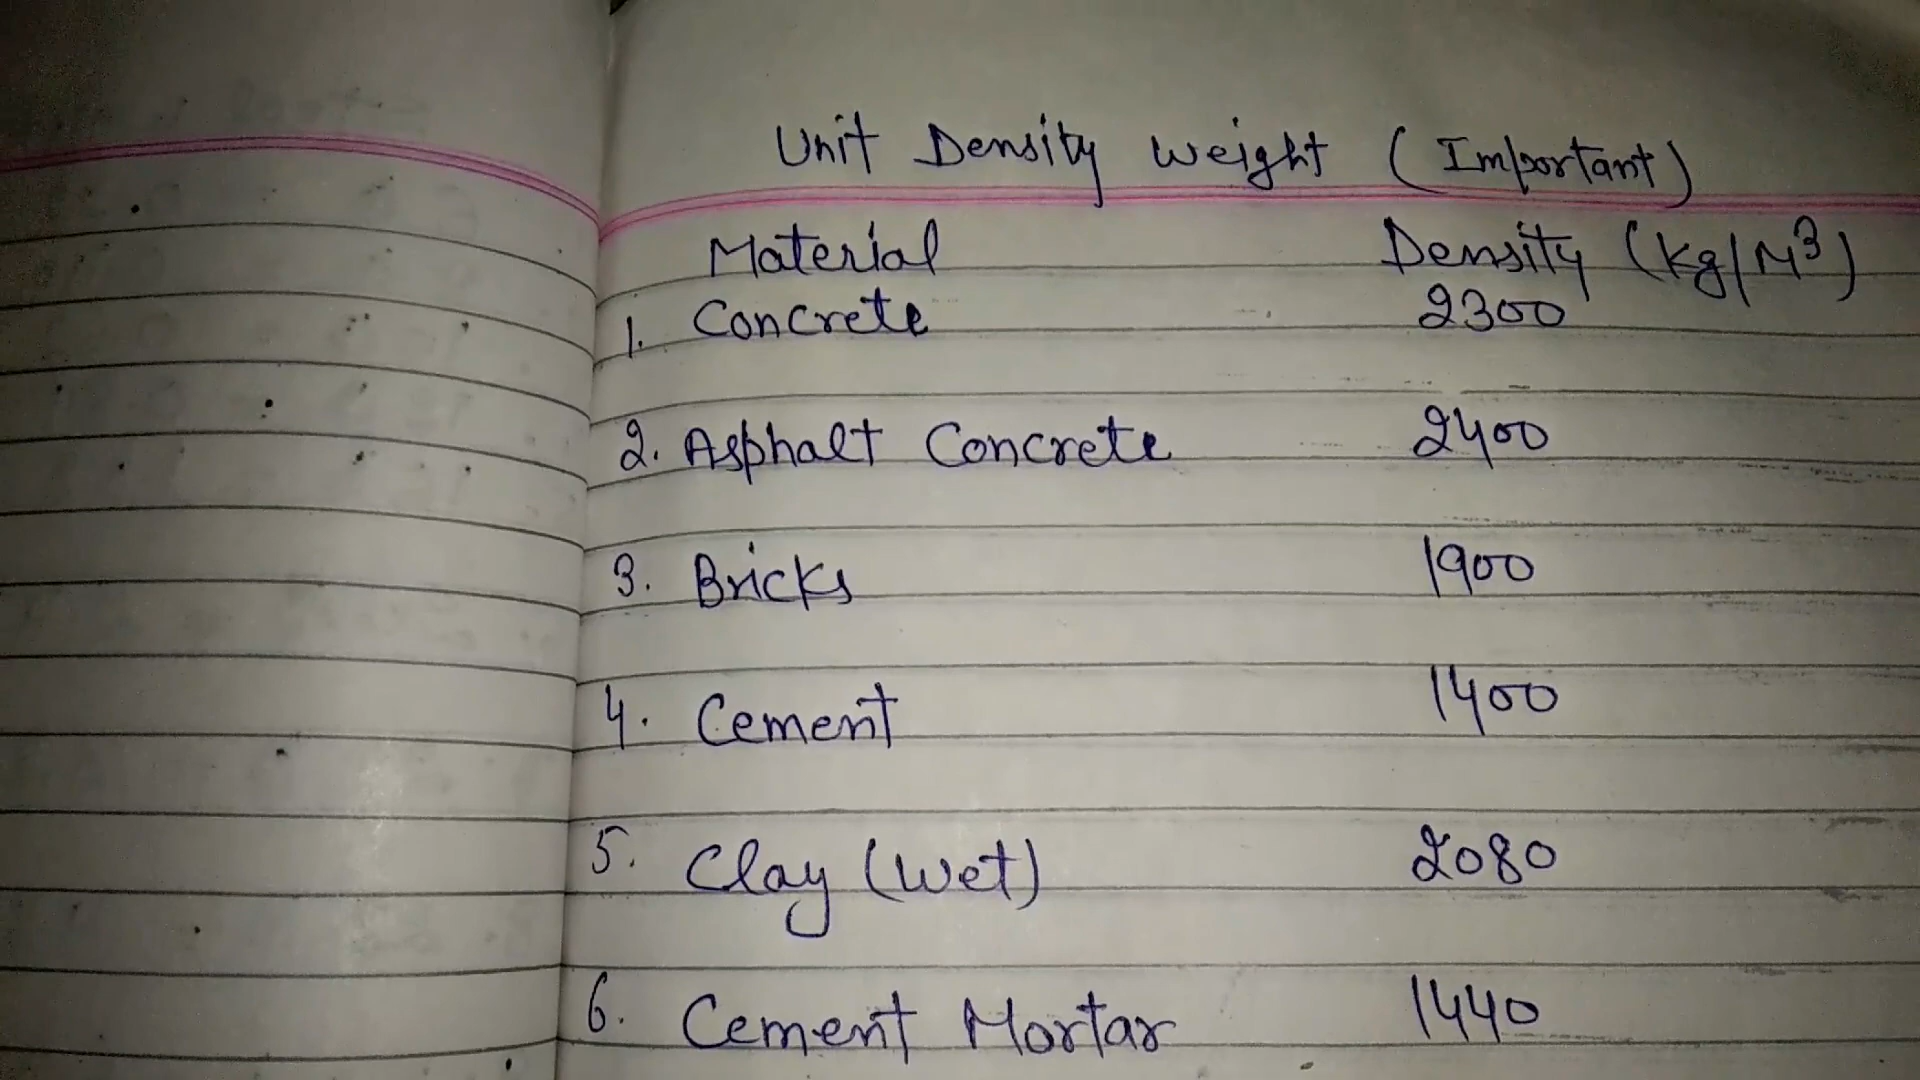 Unit Density Weight (Important)
Material Density (Kg/M³)
1. Concrete 2300
2. Asphalt Concrete 2400
3. Bricks 1900
4. Cement 1400
5. Clay (Wet) 2080
6. Cement Mortar 1440